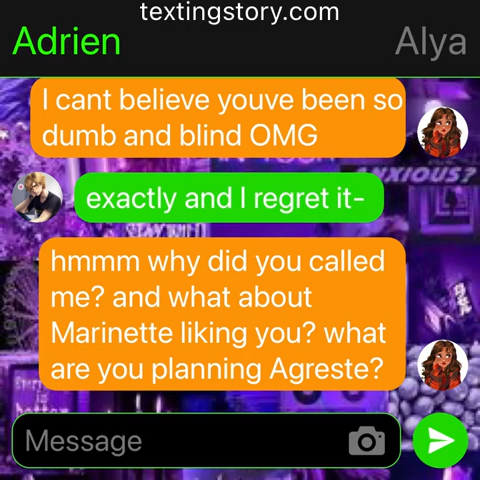 textingstory.com
Adrien
Alya
I cant believe youve been so
dumb and blind OMG
exactly and I regret it-
hmmm why did you called
me? and what about
Marinette liking you? what
are you planning Agreste?
Message